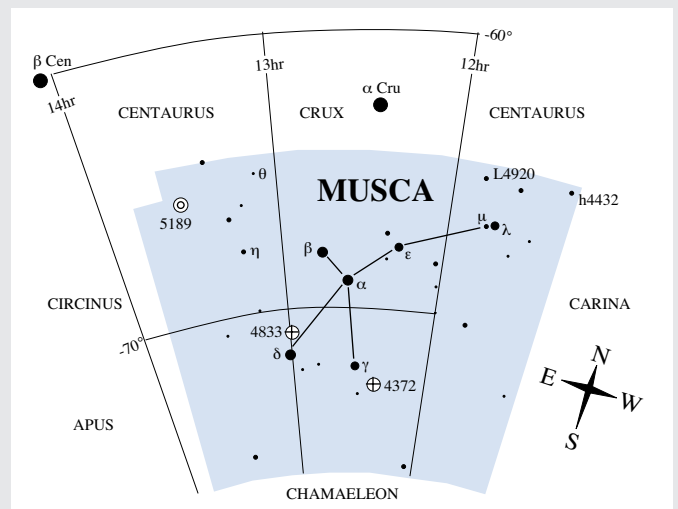 -60°
β Cen
13hr
12hr
14hr
α Cru
CENTAURUS
CRUX
CENTAURUS
θ
L4920
MUSCA
h4432
5189
μ
λ
η
β
ε
α
CIRCINUS
CARINA
4833
-70°
δ
γ
4372
N
E
W
S
APUS
CHAMAELEON